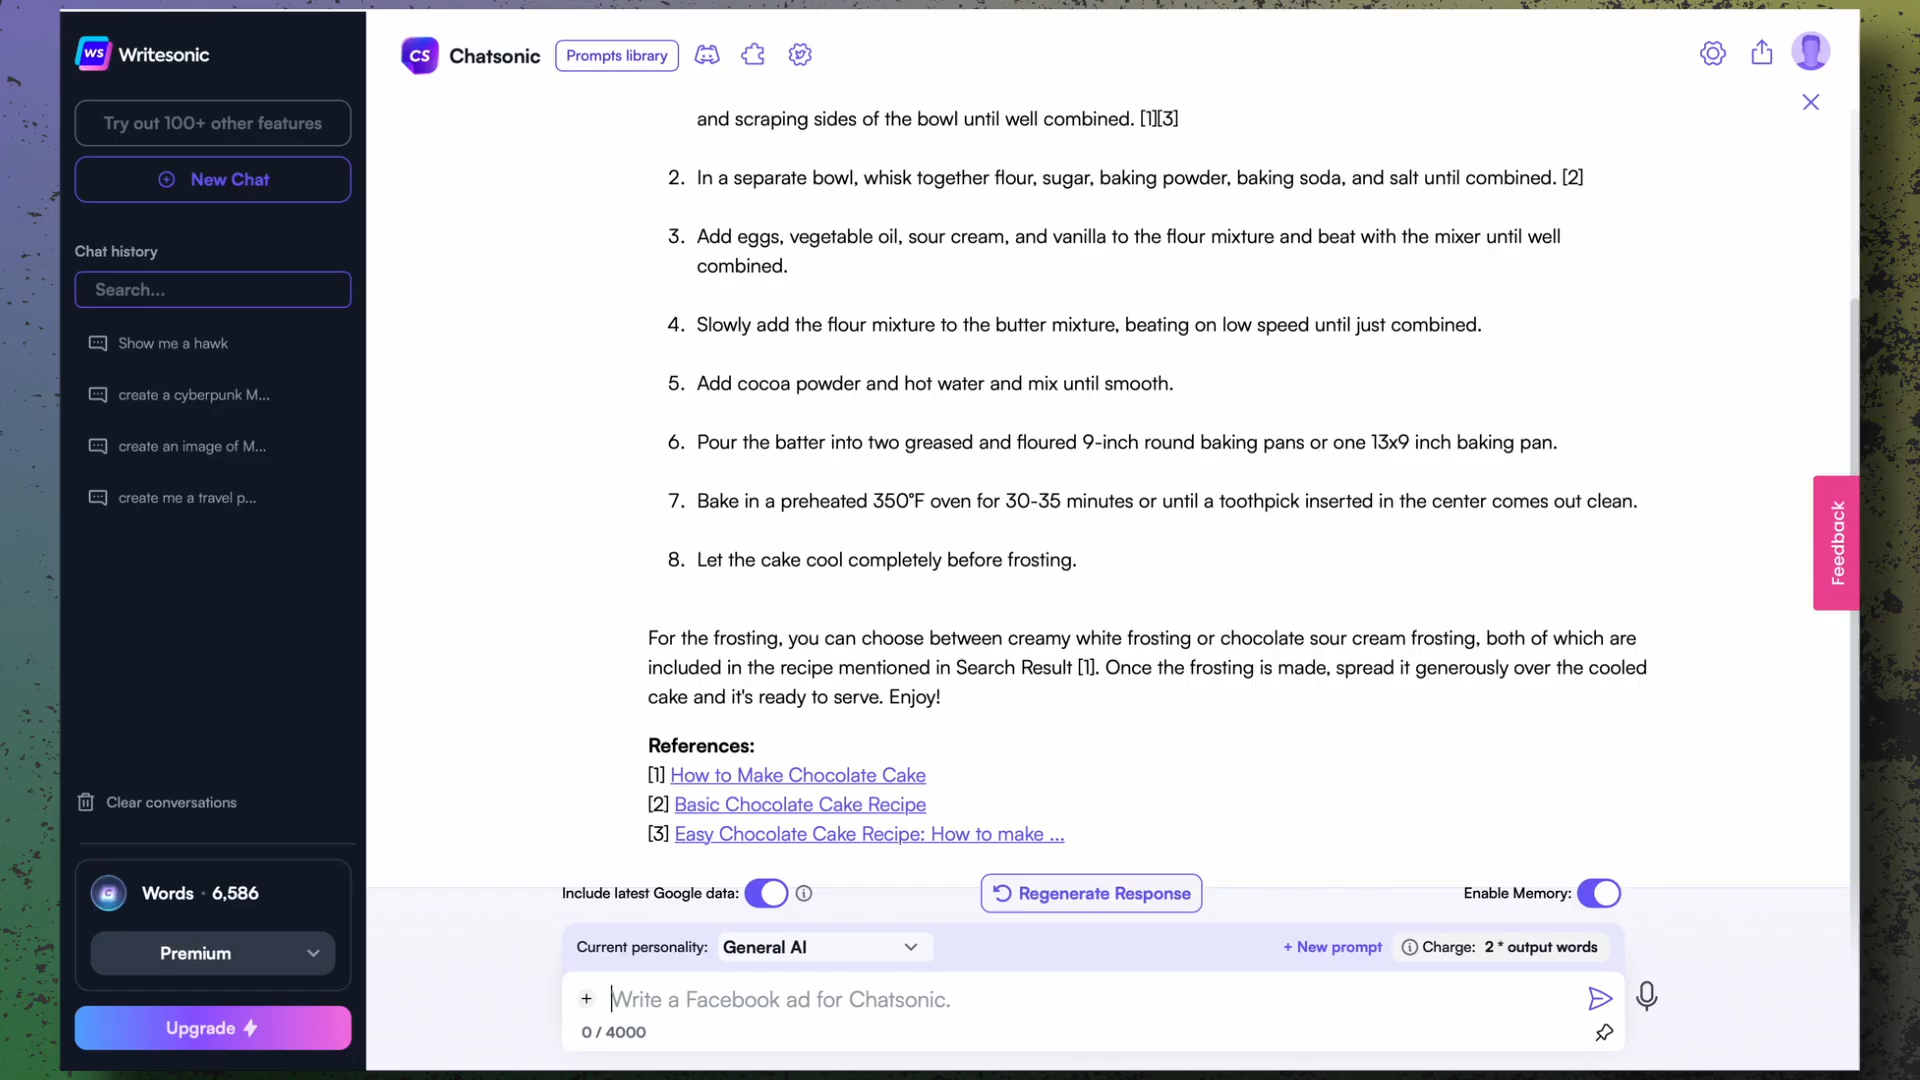 WS Writesonic
Try out 100+ other features
New Chat
Chat history
Search...
Show me a hawk
create a cyberpunk M...
create an image of M...
create me a travel p...
Clear conversations
Words · 6,586
Premium
Upgrade
CS Chatsonic Prompts library
and scraping sides of the bowl until well combined. [1][3]
2. In a separate bowl, whisk together flour, sugar, baking powder, baking soda, and salt until combined. [2]
3. Add eggs, vegetable oil, sour cream, and vanilla to the flour mixture and beat with the mixer until well
combined.
4. Slowly add the flour mixture to the butter mixture, beating on low speed until just combined.
5. Add cocoa powder and hot water and mix until smooth.
6. Pour the batter into two greased and floured 9-inch round baking pans or one 13x9 inch baking pan.
7. Bake in a preheated 350°F oven for 30-35 minutes or until a toothpick inserted in the center comes out clean.
8. Let the cake cool completely before frosting.
For the frosting, you can choose between creamy white frosting or chocolate sour cream frosting, both of which are
included in the recipe mentioned in Search Result [1]. Once the frosting is made, spread it generously over the cooled
cake and it's ready to serve. Enjoy!
References:
[1] How to Make Chocolate Cake
[2] Basic Chocolate Cake Recipe
[3] Easy Chocolate Cake Recipe: How to make ...
Include latest Google data: Regenerate Response Enable Memory:
Current personality: General AI + New prompt Charge: 2 * output words
+ Write a Facebook ad for Chatsonic.
0 / 4000
Feedback